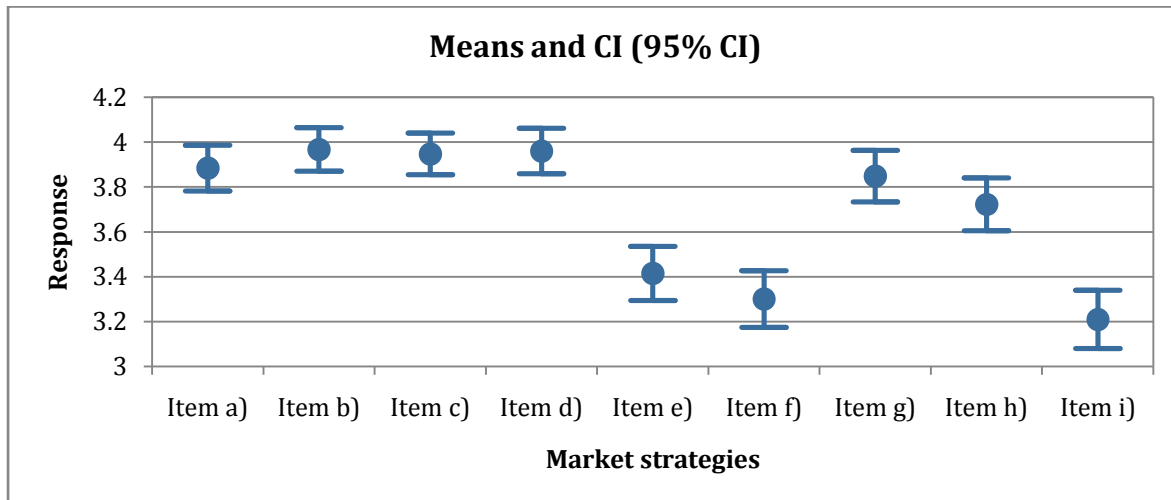 Means and CI (95% CI)
4.2
4
3.8
3.6
3.4
3.2
3
Response
Item a) Item b) Item c) Item d) Item e) Item f) Item g) Item h) Item i)
Market strategies